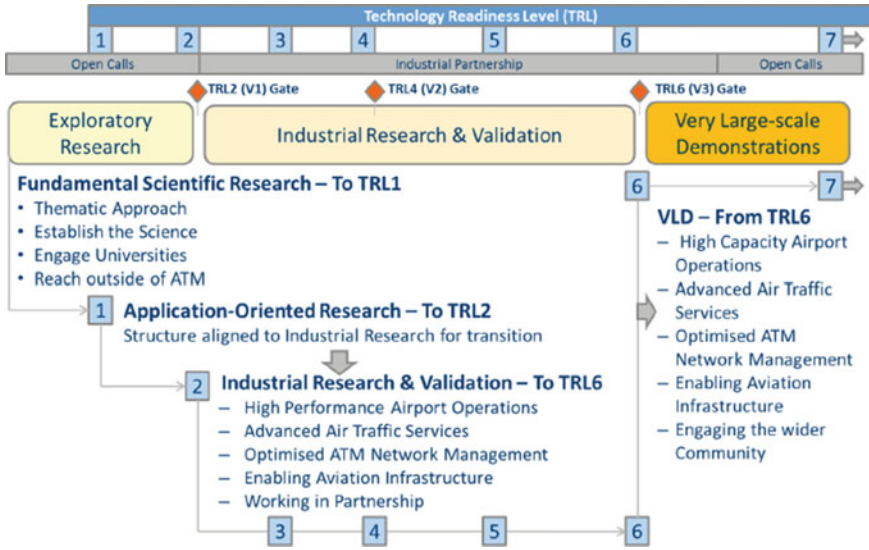 Technology Readiness Level (TRL)
1 2 3 4 5 6 7
Open Calls Industrial Partnership Open Calls
TRL2 (V1) Gate TRL4 (V2) Gate TRL6 (V3) Gate
Exploratory
Research
Industrial Research & Validation
Very Large-scale
Demonstrations
Fundamental Scientific Research – To TRL1
• Thematic Approach
• Establish the Science
• Engage Universities
• Reach outside of ATM
1
Application-Oriented Research – To TRL2
Structure aligned to Industrial Research for transition
2
Industrial Research & Validation – To TRL6
– High Performance Airport Operations
– Advanced Air Traffic Services
– Optimised ATM Network Management
– Enabling Aviation Infrastructure
– Working in Partnership
3 4 5 6
6 7
VLD – From TRL6
– High Capacity Airport
Operations
– Advanced Air Traffic
Services
– Optimised ATM
Network Management
– Enabling Aviation
Infrastructure
– Engaging the wider
Community